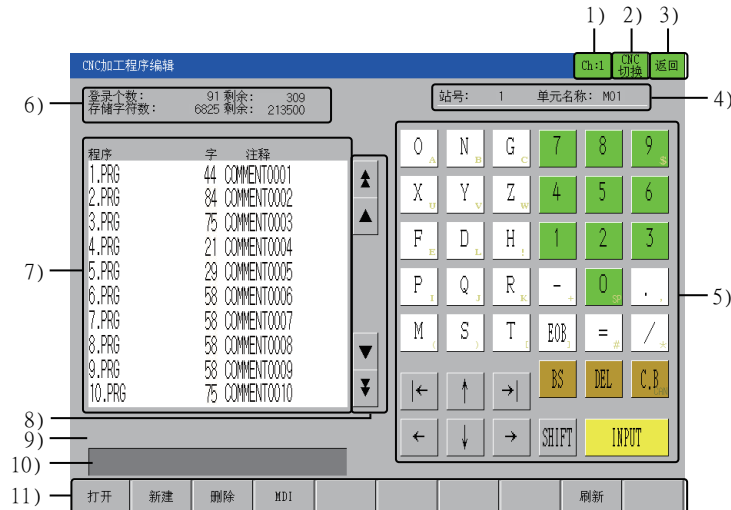 1)
2)
3)
CNC加工程序编辑
Ch:1
CNC
切换
返回
6)
登录个数: 91 剩余: 309
存储字符数: 6825 剩余: 213500
站号: 1 单元名称: M01
4)
7)
程序 字 注释
1.PRG 44 COMMENT0001
2.PRG 84 COMMENT0002
3.PRG 75 COMMENT0003
4.PRG 21 COMMENT0004
5.PRG 29 COMMENT0005
6.PRG 58 COMMENT0006
7.PRG 58 COMMENT0007
8.PRG 58 COMMENT0008
9.PRG 58 COMMENT0009
10.PRG 75 COMMENT0010
O A N B G C 7 8 9 $
X U Y V Z W 4 5 6
F E D L H ! 1 2 3
P I Q J R K - + 0 SP . ,
M ( S ) T [ EOB ] = # / *
|← ↑ →| BS DEL C.B CAN
← ↓ → SHIFT INPUT
5)
8)
9)
10)
11)
打开 新建 删除 MDI 刷新